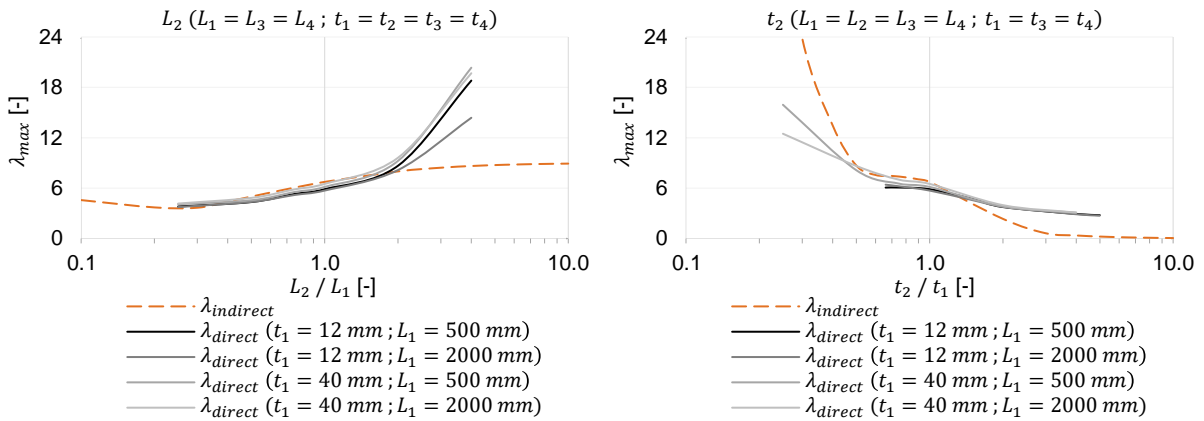 L₂ (L₁ = L₃ = L₄ ; t₁ = t₂ = t₃ = t₄)
24
18
12
6
0
λmax [-]
0.1
1.0
10.0
L₂ / L₁ [-]
λindirect
λdirect (t₁ = 12 mm ; L₁ = 500 mm)
λdirect (t₁ = 12 mm ; L₁ = 2000 mm)
λdirect (t₁ = 40 mm ; L₁ = 500 mm)
λdirect (t₁ = 40 mm ; L₁ = 2000 mm)
t₂ (L₁ = L₂ = L₃ = L₄ ; t₁ = t₃ = t₄)
24
18
12
6
0
λmax [-]
0.1
1.0
10.0
t₂ / t₁ [-]
λindirect
λdirect (t₁ = 12 mm ; L₁ = 500 mm)
λdirect (t₁ = 12 mm ; L₁ = 2000 mm)
λdirect (t₁ = 40 mm ; L₁ = 500 mm)
λdirect (t₁ = 40 mm ; L₁ = 2000 mm)